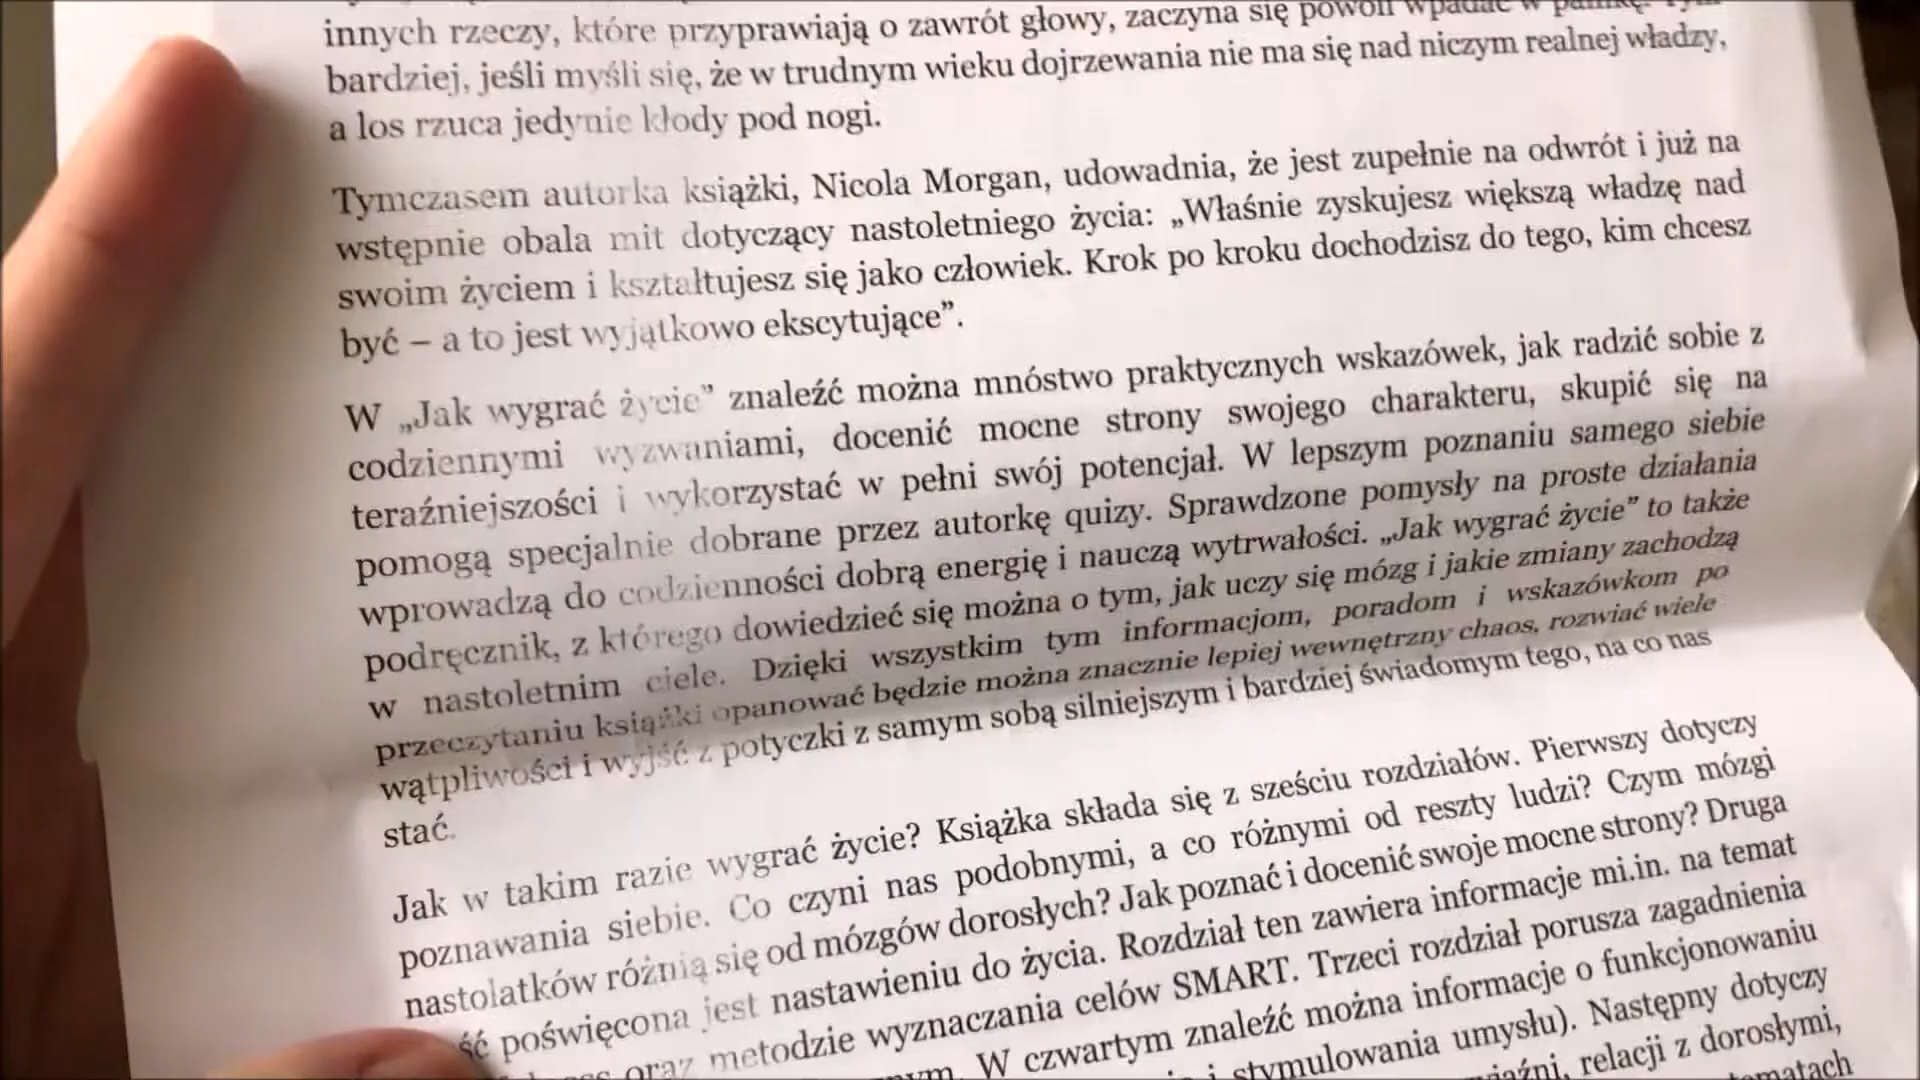 innych rzeczy, które przyprawiają o zawrót głowy, zaczyna się powoli wpadać w panikę. Tym
bardziej, jeśli myśli się, że w trudnym wieku dojrzewania nie ma się nad niczym realnej władzy,
a los rzuca jedynie kłody pod nogi.
Tymczasem autorka książki, Nicola Morgan, udowadnia, że jest zupełnie na odwrót i już na
wstępnie obala mit dotyczący nastoletniego życia: „Właśnie zyskujesz większą władzę nad
swoim życiem i kształtujesz się jako człowiek. Krok po kroku dochodzisz do tego, kim chcesz
być – a to jest wyjątkowo ekscytujące”.
W „Jak wygrać życie” znaleźć można mnóstwo praktycznych wskazówek, jak radzić sobie z
codziennymi wyzwaniami, docenić mocne strony swojego charakteru, skupić się na
teraźniejszości i wykorzystać w pełni swój potencjał. W lepszym poznaniu samego siebie
pomogą specjalnie dobrane przez autorkę quizy. Sprawdzone pomysły na proste działania
wprowadzą do codzienności dobrą energię i nauczą wytrwałości. „Jak wygrać życie” to także
podręcznik, z którego dowiedzieć się można o tym, jak uczy się mózg i jakie zmiany zachodzą
w nastoletnim ciele. Dzięki wszystkim tym informacjom, poradom i wskazówkom po
przeczytaniu książki opanować będzie można znacznie lepiej wewnętrzny chaos, rozwiać wiele
wątpliwości i wyjść z potyczki z samym sobą silniejszym i bardziej świadomym tego, na co nas
stać.
Jak w takim razie wygrać życie? Książka składa się z sześciu rozdziałów. Pierwszy dotyczy
poznawania siebie. Co czyni nas podobnymi, a co różnymi od reszty ludzi? Czym mózgi
nastolatków różnią się od mózgów dorosłych? Jak poznać i docenić swoje mocne strony? Druga
poświęcona jest nastawieniu do życia. Rozdział ten zawiera informacje mi.in. na temat
oraz metodzie wyznaczania celów SMART. Trzeci rozdział porusza zagadnienia
W czwartym znaleźć można informacje o funkcjonowaniu
i stymulowania umysłu). Następny dotyczy
relacji z dorosłymi,